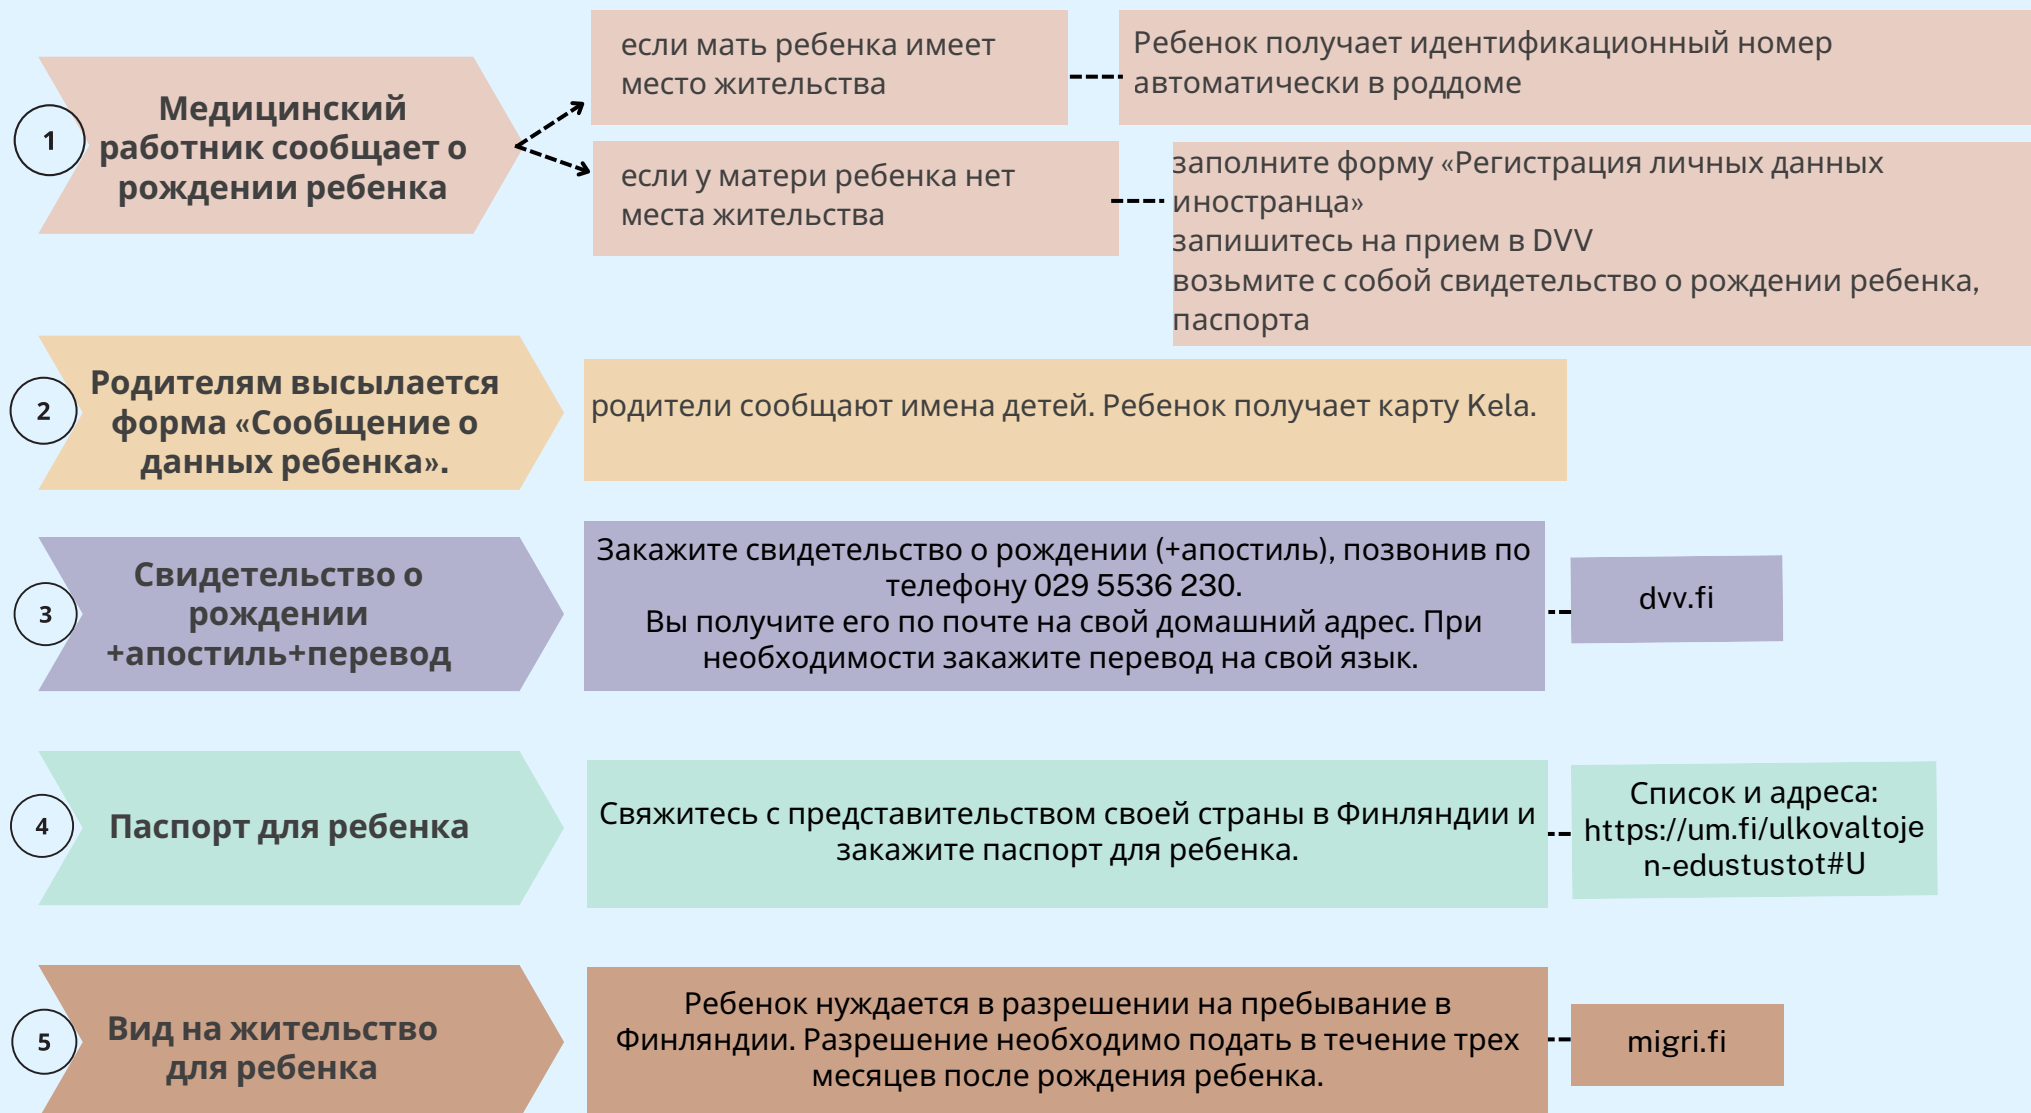 1
Медицинский
работник сообщает о
рождении ребенка
если мать ребенка имеет
место жительства
Ребенок получает идентификационный номер
автоматически в роддоме
если у матери ребенка нет
места жительства
заполните форму «Регистрация личных данных
иностранца»
запишитесь на прием в DVV
возьмите с собой свидетельство о рождении ребенка,
паспорта
2
Родителям высылается
форма «Сообщение о
данных ребенка».
родители сообщают имена детей. Ребенок получает карту Kela.
3
Свидетельство о
рождении
+апостиль+перевод
Закажите свидетельство о рождении (+апостиль), позвонив по
телефону 029 5536 230.
Вы получите его по почте на свой домашний адрес. При
необходимости закажите перевод на свой язык.
dvv.fi
4
Паспорт для ребенка
Свяжитесь с представительством своей страны в Финляндии и
закажите паспорт для ребенка.
Список и адреса:
https://um.fi/ulkovaltoje
n-edustustot#U
5
Вид на жительство
для ребенка
Ребенок нуждается в разрешении на пребывание в
Финляндии. Разрешение необходимо подать в течение трех
месяцев после рождения ребенка.
migri.fi